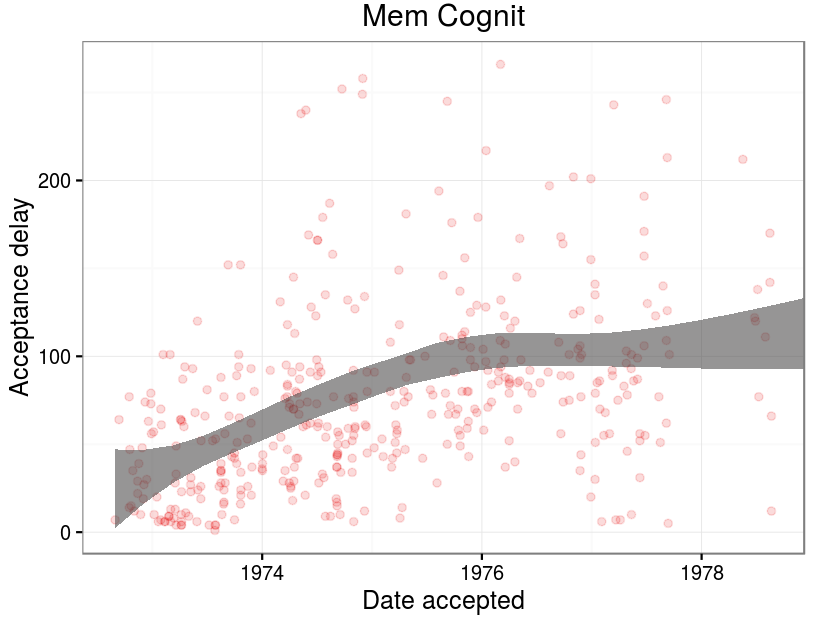 Mem Cognit
Acceptance delay
200
100
0
1974 1976 1978
Date accepted